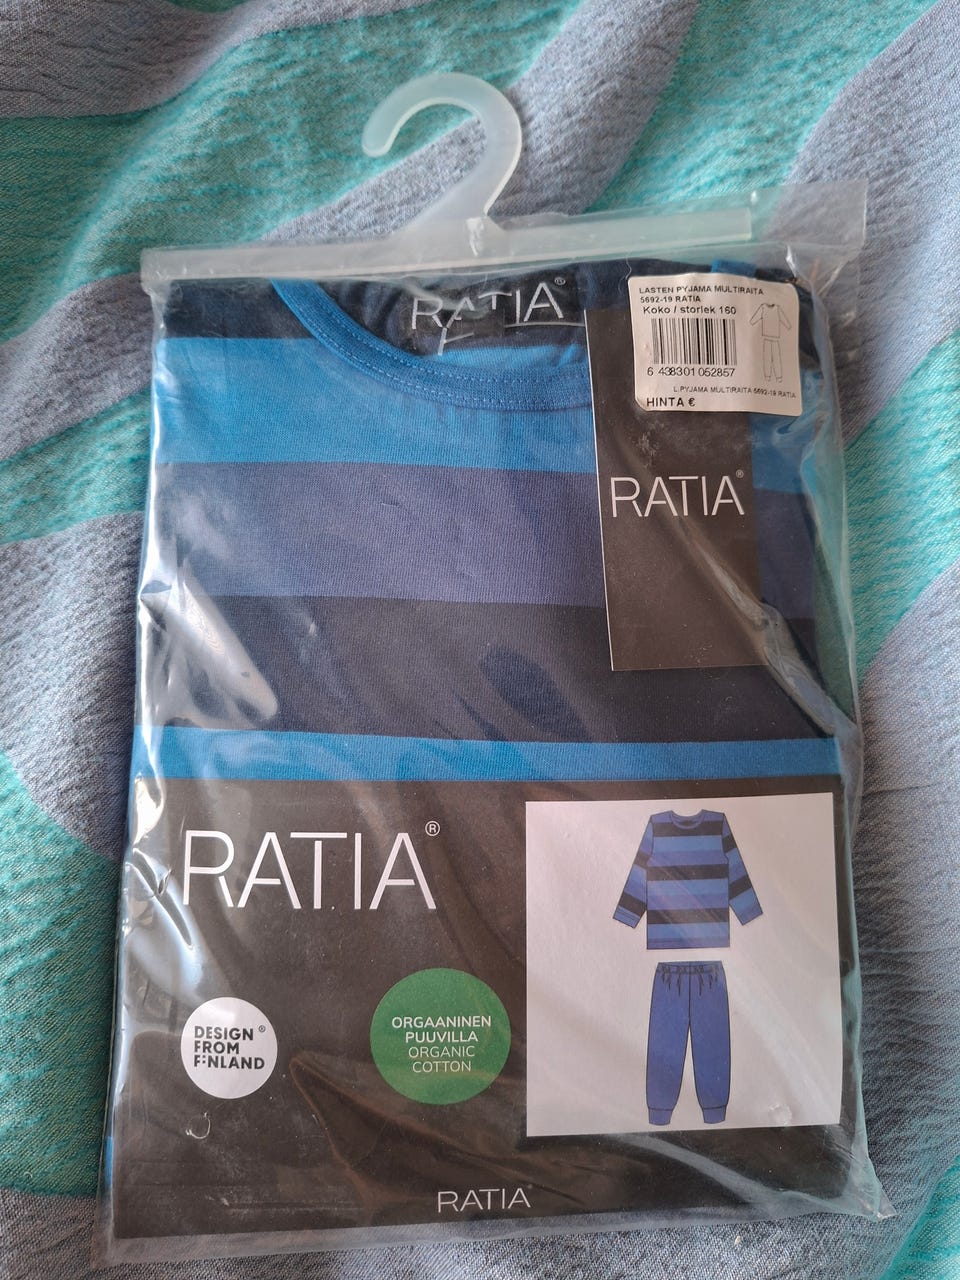 RATIA®
LASTEN PYJAMA MULTIRAITA
5692-19 RATIA
Koko / storlek 160
6 438301 052857
L.PYJAMA MULTIRAITA 5692-19 RATIA
HINTA €
RATIA®
RATIA®
DESIGN®
FROM
FINLAND
ORGAANINEN
PUUVILLA
ORGANIC
COTTON
RATIA®